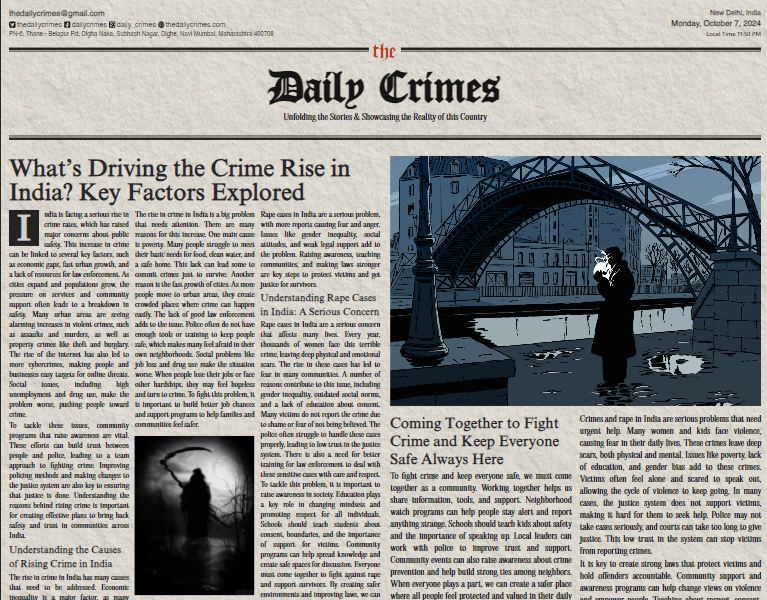 thedailycrimes@gmail.com
thedailycrimes dailycrimes daily_crimes thedailycrimes.com
PN-6, Thane - Belapur Rd, Digha Naka, Subhash Nagar, Dighe, Navi Mumbai, Maharashtra 400708
New Delhi, India
Monday, October 7, 2024
Local Time 11:50 PM
the
Daily Crimes
Unfolding the Stories & Showcasing the Reality of this Country
What's Driving the Crime Rise in
India? Key Factors Explored
India is facing a serious rise in
crime rates, which has raised
major concerns about public
safety. This increase in crime
can be linked to several key factors, such
as economic gaps, fast urban growth, and
a lack of resources for law enforcement. As
cities expand and populations grow, the
pressure on services and community
support often leads to a breakdown in
safety. Many urban areas are seeing
alarming increases in violent crimes, such
as assaults and murders, as well as
property crimes like theft and burglary.
The rise of the internet has also led to
more cybercrimes, making people and
businesses easy targets for online threats.
Social issues, including high
unemployment and drug use, make the
problem worse, pushing people toward
crime.
To tackle these issues, community
programs that raise awareness are vital.
These efforts can build trust between
people and police, leading to a team
approach to fighting crime. Improving
policing methods and making changes to
the justice system are also key to ensuring
that justice is done. Understanding the
reasons behind rising crime is important
for creating effective plans to bring back
safety and trust in communities across
India.
Understanding the Causes
of Rising Crime in India
The rise in crime in India has many causes
that need to be addressed. Economic
inequality is a major factor, as many
The rise in crime in India is a big problem
that needs attention. There are many
reasons for this increase. One main cause
is poverty. Many people struggle to meet
their basic needs for food, clean water, and
a safe home. This lack can lead some to
commit crimes just to survive. Another
reason is the fast growth of cities. As more
people move to urban areas, they create
crowded places where crime can happen
easily. The lack of good law enforcement
adds to the issue. Police often do not have
enough tools or training to keep people
safe, which makes many feel afraid in their
own neighborhoods. Social problems like
job loss and drug use make the situation
worse. When people lose their jobs or face
other hardships, they may feel hopeless
and turn to crime. To fight this problem, it
is important to build better job chances
and support programs to help families and
communities feel safer.
Rape cases in India are a serious problem,
with more reports causing fear and anger.
Issues like gender inequality, social
attitudes, and weak legal support add to
the problem. Raising awareness, teaching
communities, and making laws stronger
are key steps to protect victims and get
justice for survivors.
Understanding Rape Cases
in India: A Serious Concern
Rape cases in India are a serious concern
that affects many lives. Every year,
thousands of women face this terrible
crime, leaving deep physical and emotional
scars. The rise in these cases has led to
fear in many communities. A number of
reasons contribute to this issue, including
gender inequality, outdated social norms,
and a lack of education about consent.
Many victims do not report the crime due
to shame or fear of not being believed. The
police often struggle to handle these cases
properly, leading to low trust in the justice
system. There is also a need for better
training for law enforcement to deal with
these sensitive cases with care and respect.
To tackle this problem, it is important to
raise awareness in society. Education plays
a key role in changing mindsets and
promoting respect for all individuals.
Schools should teach students about
consent, boundaries, and the importance
of support for victims. Community
programs can help spread knowledge and
create safe spaces for discussion. Everyone
must come together to fight against rape
and support survivors. By creating safer
environments and improving laws, we can
Coming Together to Fight
Crime and Keep Everyone
Safe Always Here
To fight crime and keep everyone safe, we must come
together as a community. Working together helps us
share information, tools, and support. Neighborhood
watch programs can help people stay alert and report
anything strange. Schools should teach kids about safety
and the importance of speaking up. Local leaders can
work with police to improve trust and support.
Community events can also raise awareness about crime
prevention and help build strong ties among neighbors.
When everyone plays a part, we can create a safer place
where all people feel protected and valued in their daily
Crimes and rape in India are serious problems that need
urgent help. Many women and kids face violence,
causing fear in their daily lives. These crimes leave deep
scars, both physical and mental. Issues like poverty, lack
of education, and gender bias add to these crimes.
Victims often feel alone and scared to speak out,
allowing the cycle of violence to keep going. In many
cases, the justice system does not support victims,
making it hard for them to seek help. Police may not
take cases seriously, and courts can take too long to give
justice. This low trust in the system can stop victims
from reporting crimes.
It is key to create strong laws that protect victims and
hold offenders accountable. Community support and
awareness programs can help change views on violence
and empower people. Teaching about respect, consent,